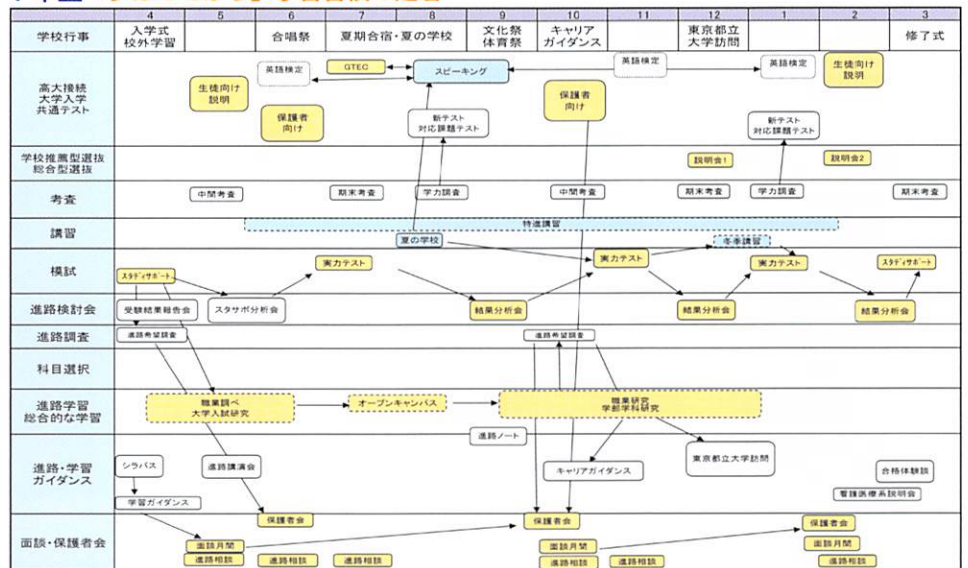 4 5 6 7 8 9 10 11 12 1 2 3
学校行事
入学式
校外学習
合唱祭
夏期合宿・夏の学校
文化祭
体育祭
キャリア
ガイダンス
東京都立
大学訪問
修了式
高大接続
大学入学
共通テスト
生徒向け
説明
英語検定
保護者
向け
GTEC
スピーキング
新テスト
対応課題テスト
保護者
向け
英語検定
英語検定
新テスト
対応課題テスト
生徒向け
説明
学校推薦型選抜
総合型選抜
説明会1
説明会2
考査
中間考査
期末考査
学力調査
中間考査
期末考査
学力調査
期末考査
講習
特進講習
夏の学校
冬季講習
模試
スタディサポート
実力テスト
実力テスト
実力テスト
スタディサポート
進路検討会
受験結果報告会
スタサポ分析会
結果分析会
結果分析会
結果分析会
進路調査
進路希望調査
進路希望調査
科目選択
進路学習
総合的な学習
職業調べ
大学入試研究
オープンキャンパス
職業研究
学部学科研究
進路・学習
ガイダンス
シラバス
学習ガイダンス
進路講演会
進路ノート
キャリアガイダンス
東京都立大学訪問
合格体験談
看護医療系説明会
面談・保護者会
保護者会
保護者会
保護者会
面談月間
面談月間
面談月間
進路相談
進路相談
進路相談
進路相談
進路相談
進路相談